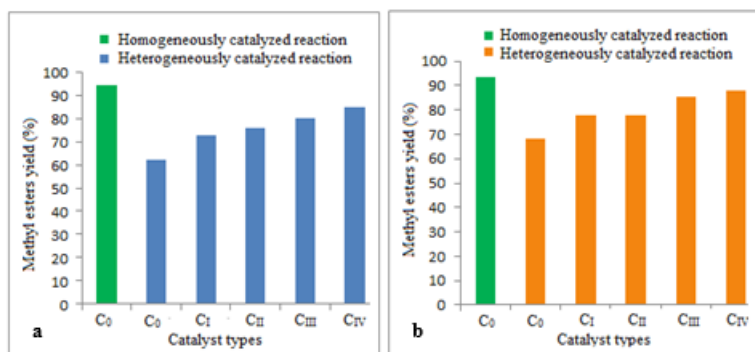 Homogeneously catalyzed reaction
Heterogeneously catalyzed reaction
100
90
80
70
60
50
40
30
20
10
0
Methyl esters yield (%)
C0 C0 CI CII CIII CIV
Catalyst types
a
Homogeneously catalyzed reaction
Heterogeneously catalyzed reaction
100
90
80
70
60
50
40
30
20
10
0
Methyl esters yield (%)
C0 C0 CI CII CIII CIV
Catalyst types
b